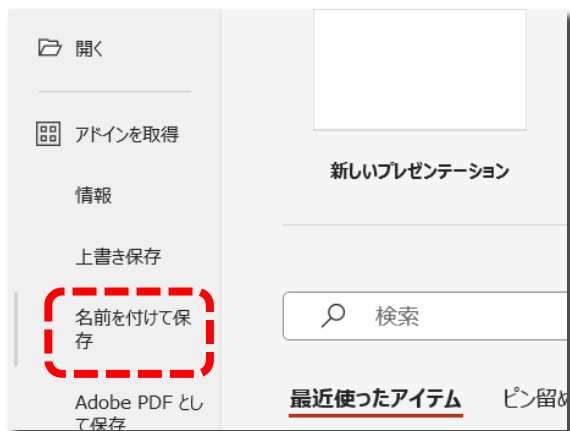 開く
アドインを取得
情報
上書き保存
名前を付けて保
存
Adobe PDF とし
て保存
新しいプレゼンテーション
検索
最近使ったアイテム
ピン留め